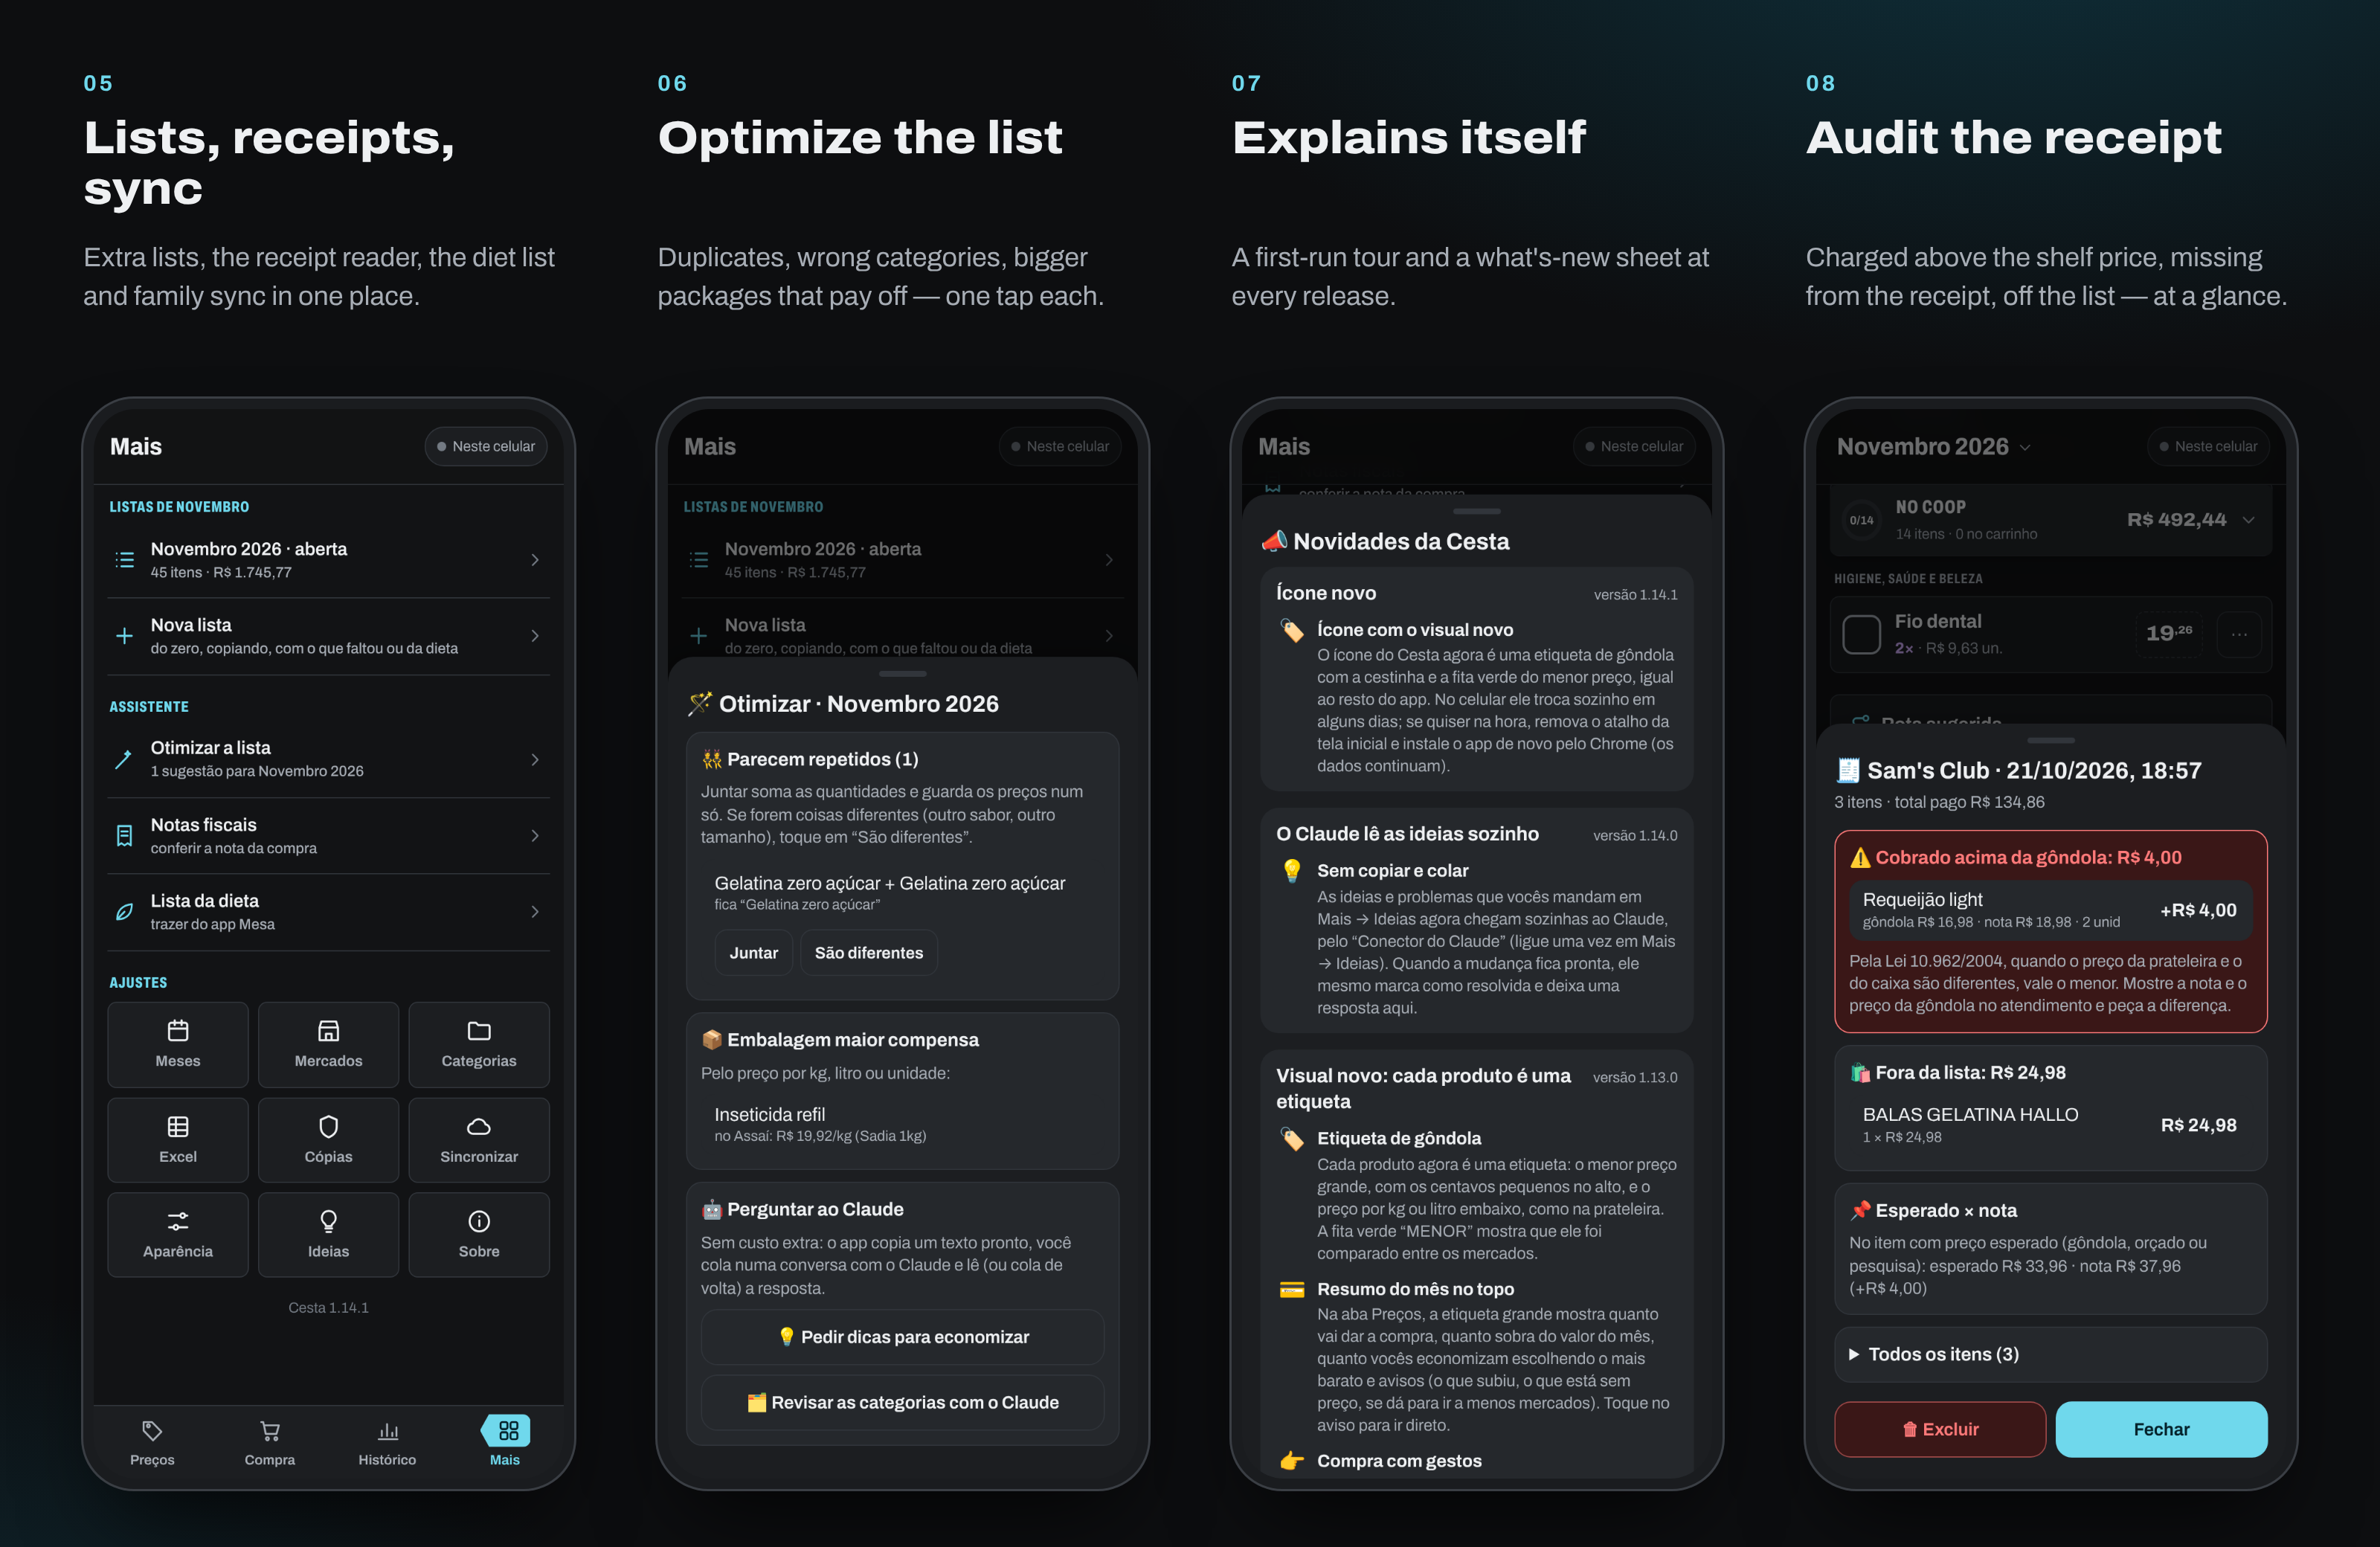 05
Lists, receipts,
sync
Extra lists, the receipt reader, the diet list
and family sync in one place.
Mais
Neste celular
LISTAS DE NOVEMBRO
Novembro 2026 · aberta
45 itens · R$ 1.745,77
Nova lista
do zero, copiando, com o que faltou ou da dieta
ASSISTENTE
Otimizar a lista
1 sugestão para Novembro 2026
Notas fiscais
conferir a nota da compra
Lista da dieta
trazer do app Mesa
AJUSTES
Meses
Mercados
Categorias
Excel
Cópias
Sincronizar
Aparência
Ideias
Sobre
Cesta 1.14.1
Preços
Compra
Histórico
Mais
06
Optimize the list
Duplicates, wrong categories, bigger
packages that pay off — one tap each.
Mais
Neste celular
LISTAS DE NOVEMBRO
Novembro 2026 · aberta
45 itens · R$ 1.745,77
Nova lista
do zero, copiando, com o que faltou ou da dieta
🪄 Otimizar · Novembro 2026
👯 Parecem repetidos (1)
Juntar soma as quantidades e guarda os preços num
só. Se forem coisas diferentes (outro sabor, outro
tamanho), toque em “São diferentes”.
Gelatina zero açúcar + Gelatina zero açúcar
fica “Gelatina zero açúcar”
Juntar
São diferentes
📦 Embalagem maior compensa
Pelo preço por kg, litro ou unidade:
Inseticida refil
no Assaí: R$ 19,92/kg (Sadia 1kg)
🤖 Perguntar ao Claude
Sem custo extra: o app copia um texto pronto, você
cola numa conversa com o Claude e lê (ou cola de
volta) a resposta.
💡 Pedir dicas para economizar
🗂️ Revisar as categorias com o Claude
07
Explains itself
A first-run tour and a what's-new sheet at
every release.
Mais
Neste celular
conferir a nota da compra
📣 Novidades da Cesta
Ícone novo
versão 1.14.1
🏷️ Ícone com o visual novo
O ícone do Cesta agora é uma etiqueta de gôndola
com a cestinha e a fita verde do menor preço, igual
ao resto do app. No celular ele troca sozinho em
alguns dias; se quiser na hora, remova o atalho da
tela inicial e instale o app de novo pelo Chrome (os
dados continuam).
O Claude lê as ideias sozinho
versão 1.14.0
💡 Sem copiar e colar
As ideias e problemas que vocês mandam em
Mais → Ideias agora chegam sozinhas ao Claude,
pelo “Conector do Claude” (ligue uma vez em Mais
→ Ideias). Quando a mudança fica pronta, ele
mesmo marca como resolvida e deixa uma
resposta aqui.
Visual novo: cada produto é uma
etiqueta
versão 1.13.0
🏷️ Etiqueta de gôndola
Cada produto agora é uma etiqueta: o menor preço
grande, com os centavos pequenos no alto, e o
preço por kg ou litro embaixo, como na prateleira.
A fita verde “MENOR” mostra que ele foi
comparado entre os mercados.
💳 Resumo do mês no topo
Na aba Preços, a etiqueta grande mostra quanto
vai dar a compra, quanto sobra do valor do mês,
quanto vocês economizam escolhendo o mais
barato e avisos (o que subiu, o que está sem
preço, se dá para ir a menos mercados). Toque no
aviso para ir direto.
👉 Compra com gestos
08
Audit the receipt
Charged above the shelf price, missing
from the receipt, off the list — at a glance.
Novembro 2026
Neste celular
0/14
NO COOP
14 itens · 0 no carrinho
R$ 492,44
HIGIENE, SAÚDE E BELEZA
Fio dental
2× · R$ 9,63 un.
19,26
···
Rota sugerida
🧾 Sam's Club · 21/10/2026, 18:57
3 itens · total pago R$ 134,86
⚠️ Cobrado acima da gôndola: R$ 4,00
Requeijão light
gôndola R$ 16,98 · nota R$ 18,98 · 2 unid
+R$ 4,00
Pela Lei 10.962/2004, quando o preço da prateleira e o
do caixa são diferentes, vale o menor. Mostre a nota e o
preço da gôndola no atendimento e peça a diferença.
🛍️ Fora da lista: R$ 24,98
BALAS GELATINA HALLO
1 × R$ 24,98
R$ 24,98
📌 Esperado × nota
No item com preço esperado (gôndola, orçado ou
pesquisa): esperado R$ 33,96 · nota R$ 37,96
(+R$ 4,00)
▶ Todos os itens (3)
🗑 Excluir
Fechar